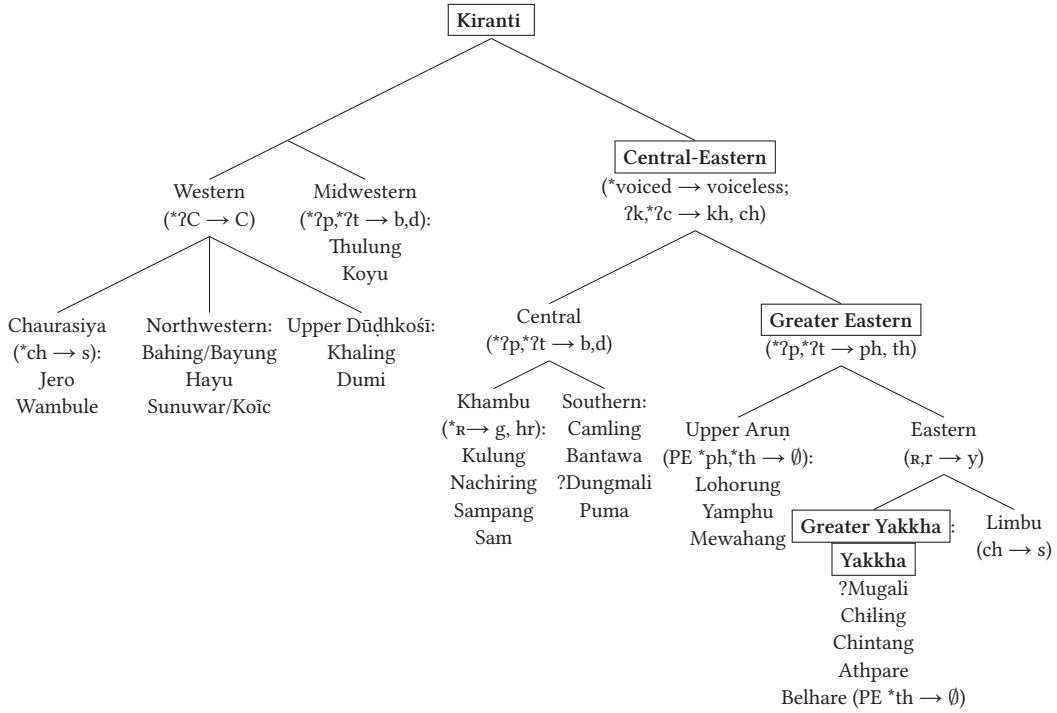 Kiranti
Central-Eastern
(*voiced → voiceless;
ʔk,*ʔc → kh, ch)
Western
(*ʔC → C)
Midwestern
(*ʔp,*ʔt → b,d):
Thulung
Koyu
Chaurasiya
(*ch → s):
Jero
Wambule
Northwestern:
Bahing/Bayung
Hayu
Sunuwar/Koĩc
Upper Dūḍhkośī:
Khaling
Dumi
Central
(*ʔp,*ʔt → b,d)
Greater Eastern
(*ʔp,*ʔt → ph, th)
Khambu
(*ʀ→ g, hr):
Kulung
Nachiring
Sampang
Sam
Southern:
Camling
Bantawa
?Dungmali
Puma
Upper Aruṇ
(PE *ph,*th → ∅):
Lohorung
Yamphu
Mewahang
Eastern
(ʀ,r → y)
Greater Yakkha:
Yakkha
?Mugali
Chɨlɨng
Chintang
Athpare
Belhare (PE *th → ∅)
Limbu
(ch → s)